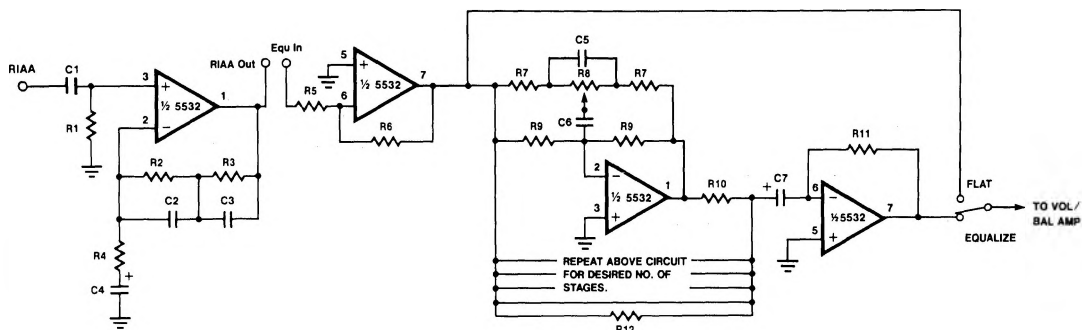 RIAA
C1
R1
3
+
½ 5532
2
−
1
R2
R3
C2
C3
R4
+
C4
RIAA Out
Equ In
R5
5
+
½ 5532
6
−
7
R6
C5
R7
R8
R7
C6
R9
R9
2
−
½ 5532
3
+
1
R10
+
C7
R11
6
−
½5532
5
+
7
FLAT
EQUALIZE
TO VOL/
BAL AMP
REPEAT ABOVE CIRCUIT
FOR DESIRED NO. OF
STAGES.